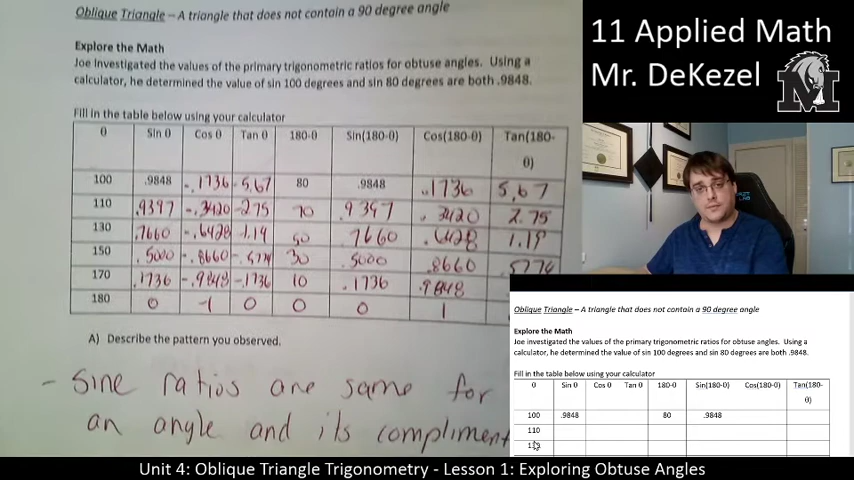 Oblique Triangle – A triangle that does not contain a 90 degree angle
Explore the Math
Joe investigated the values of the primary trigonometric ratios for obtuse angles. Using a
calculator, he determined the value of sin 100 degrees and sin 80 degrees are both .9848.
Fill in the table below using your calculator
θ Sin θ Cos θ Tan θ 180-θ Sin(180-θ) Cos(180-θ) Tan(180-
θ)
100 .9848 -.1736 -5.67 80 .9848 .1736 5.67
110 .9397 -.3420 -2.75 70 .9397 .3420 2.75
130 .7660 -.6428 -1.19 50 .7660 .6428 1.19
150 .5000 -.8660 -.5774 30 .5000 .8660 .5774
170 .1736 -.9848 -.1736 10 .1736 .9848
180 0 -1 0 0 0 1
A) Describe the pattern you observed.
- sine ratios are same for
an angle and its compliment
11 Applied Math
Mr. DeKezel
M
Oblique Triangle – A triangle that does not contain a 90 degree angle
Explore the Math
Joe investigated the values of the primary trigonometric ratios for obtuse angles. Using a
calculator, he determined the value of sin 100 degrees and sin 80 degrees are both .9848.
Fill in the table below using your calculator
θ Sin θ Cos θ Tan θ 180-θ Sin(180-θ) Cos(180-θ) Tan(180-
θ)
100 .9848 80 .9848
110
Unit 4: Oblique Triangle Trigonometry - Lesson 1: Exploring Obtuse Angles